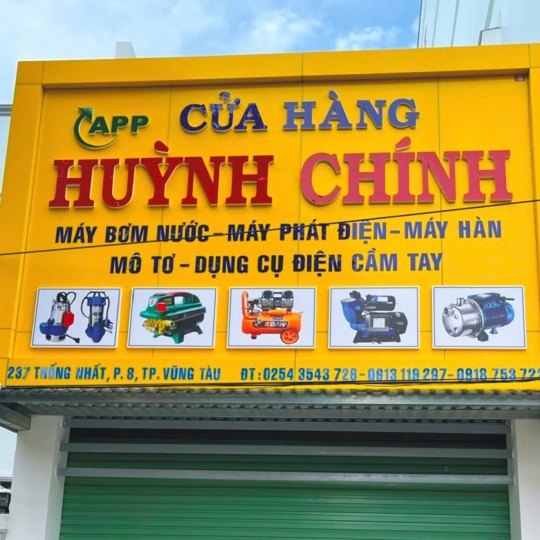 APP CỬA HÀNG
HUỲNH CHÍNH
MÁY BƠM NƯỚC - MÁY PHÁT ĐIỆN - MÁY HÀN
MÔ TƠ - DỤNG CỤ ĐIỆN CẦM TAY
237 THỐNG NHẤT, P. 8, TP. VŨNG TÀU ĐT: 0254 3543 726 - 0913 119 297 - 0918 753 723